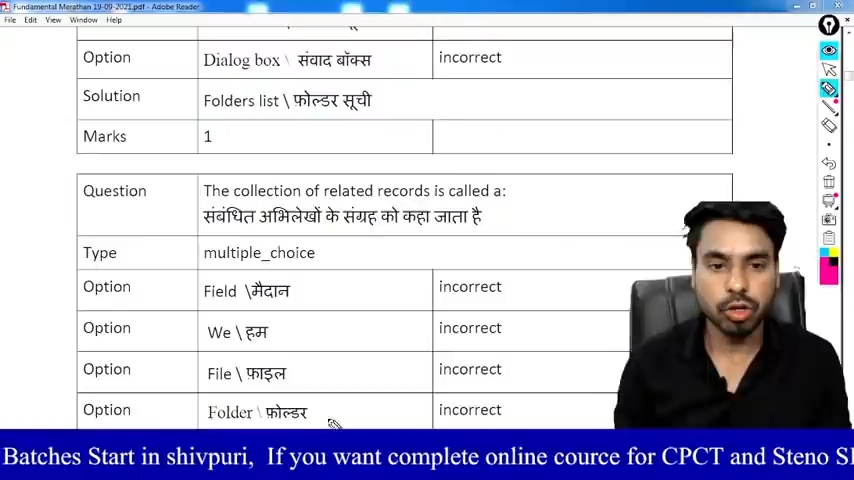 Fundamental Merathan 19-09-2021.pdf - Adobe Reader
File Edit View Window Help
Option Dialog box \ संवाद बॉक्स incorrect
Solution Folders list \ फ़ोल्डर सूची
Marks 1
Question The collection of related records is called a:
संबंधित अभिलेखों के संग्रह को कहा जाता है
Type multiple_choice
Option Field \मैदान incorrect
Option We \ हम incorrect
Option File \ फ़ाइल incorrect
Option Folder \ फ़ोल्डर incorrect
Batches Start in shivpuri, If you want complete online cource for CPCT and Steno